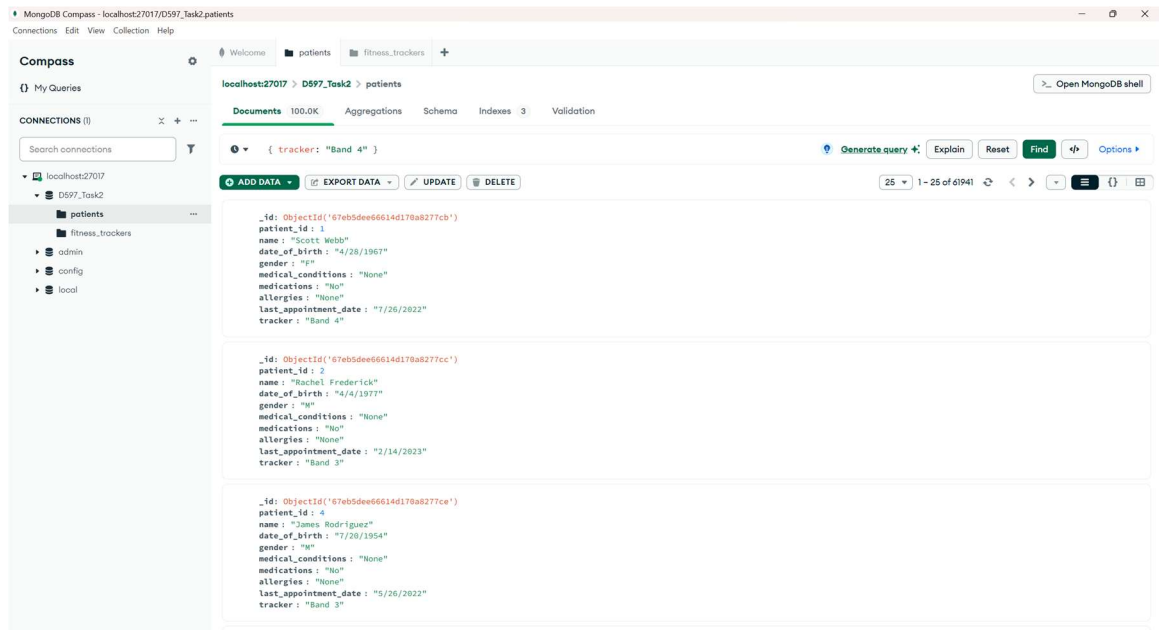 MongoDB Compass - localhost:27017/D597_Task2.patients
Connections Edit View Collection Help
Compass
{} My Queries
CONNECTIONS (1)
Search connections
localhost:27017
D597_Task2
patients
fitness_trackers
admin
config
local
Welcome patients fitness_trackers
localhost:27017 > D597_Task2 > patients
>_ Open MongoDB shell
Documents 100.0K Aggregations Schema Indexes 3 Validation
{ tracker: "Band 4" }
Generate query Explain Reset Find </> Options
ADD DATA EXPORT DATA UPDATE DELETE
25 1 – 25 of 61941
_id: ObjectId('67eb5dee66614d170a8277cb')
patient_id : 1
name : "Scott Webb"
date_of_birth : "4/28/1967"
gender : "F"
medical_conditions : "None"
medications : "No"
allergies : "None"
last_appointment_date : "7/26/2022"
tracker : "Band 4"
_id: ObjectId('67eb5dee66614d170a8277cc')
patient_id : 2
name : "Rachel Frederick"
date_of_birth : "4/4/1977"
gender : "M"
medical_conditions : "None"
medications : "No"
allergies : "None"
last_appointment_date : "2/14/2023"
tracker : "Band 3"
_id: ObjectId('67eb5dee66614d170a8277ce')
patient_id : 4
name : "James Rodriguez"
date_of_birth : "7/20/1954"
gender : "M"
medical_conditions : "None"
medications : "No"
allergies : "None"
last_appointment_date : "5/26/2022"
tracker : "Band 3"